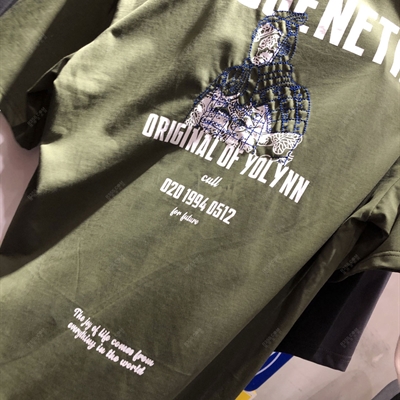 ORIGINAL OF YOLYNN
call
020 1994 0512
for future
The joy of life comes from
everything in the world